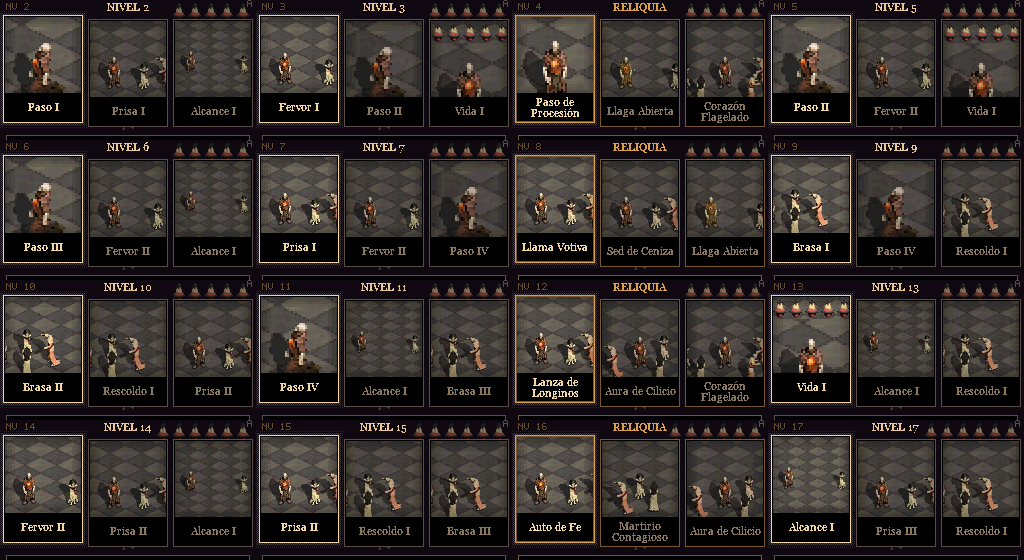 NV 2 NIVEL 2 A NV 3 NIVEL 3 A NV 4 RELIQUIA A NV 5 NIVEL 5 A
Paso I Prisa I Alcance I Fervor I Paso II Vida I Paso de Llaga Abierta Corazón Paso II Fervor II Vida I
Procesión Flagelado
NV 6 NIVEL 6 A NV 7 NIVEL 7 A NV 8 RELIQUIA A NV 9 NIVEL 9 A
Paso III Fervor II Alcance I Prisa I Fervor II Paso IV Llama Votiva Sed de Ceniza Llaga Abierta Brasa I Paso IV Rescoldo I
NV 10 NIVEL 10 A NV 11 NIVEL 11 A NV 12 RELIQUIA A NV 13 NIVEL 13 A
Brasa II Rescoldo I Prisa II Paso IV Alcance I Brasa III Lanza de Aura de Cilicio Corazón Vida I Alcance I Rescoldo I
Longinos Flagelado
NV 14 NIVEL 14 A NV 15 NIVEL 15 A NV 16 RELIQUIA A NV 17 NIVEL 17 A
Fervor II Prisa II Alcance I Prisa II Rescoldo I Brasa III Auto de Fe Martirio Aura de Cilicio Alcance I Prisa III Rescoldo I
Contagioso